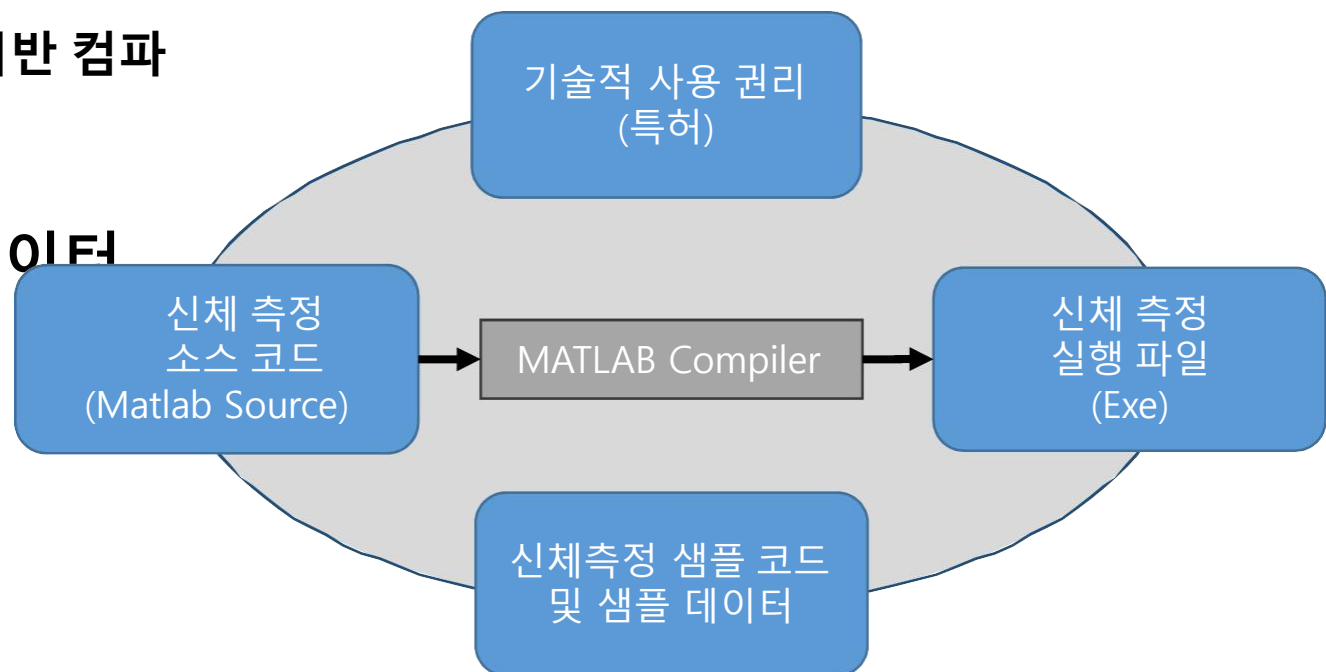 반 컴파
기술적 사용 권리
(특허)
이터
신체 측정
소스 코드
(Matlab Source)
MATLAB Compiler
신체 측정
실행 파일
(Exe)
신체측정 샘플 코드
및 샘플 데이터